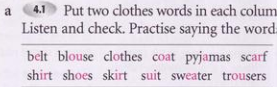 a 4.1 Put two clothes words in each colum
Listen and check. Practise saying the word
belt blouse clothes coat pyjamas scarf
shirt shoes skirt suit sweater trousers